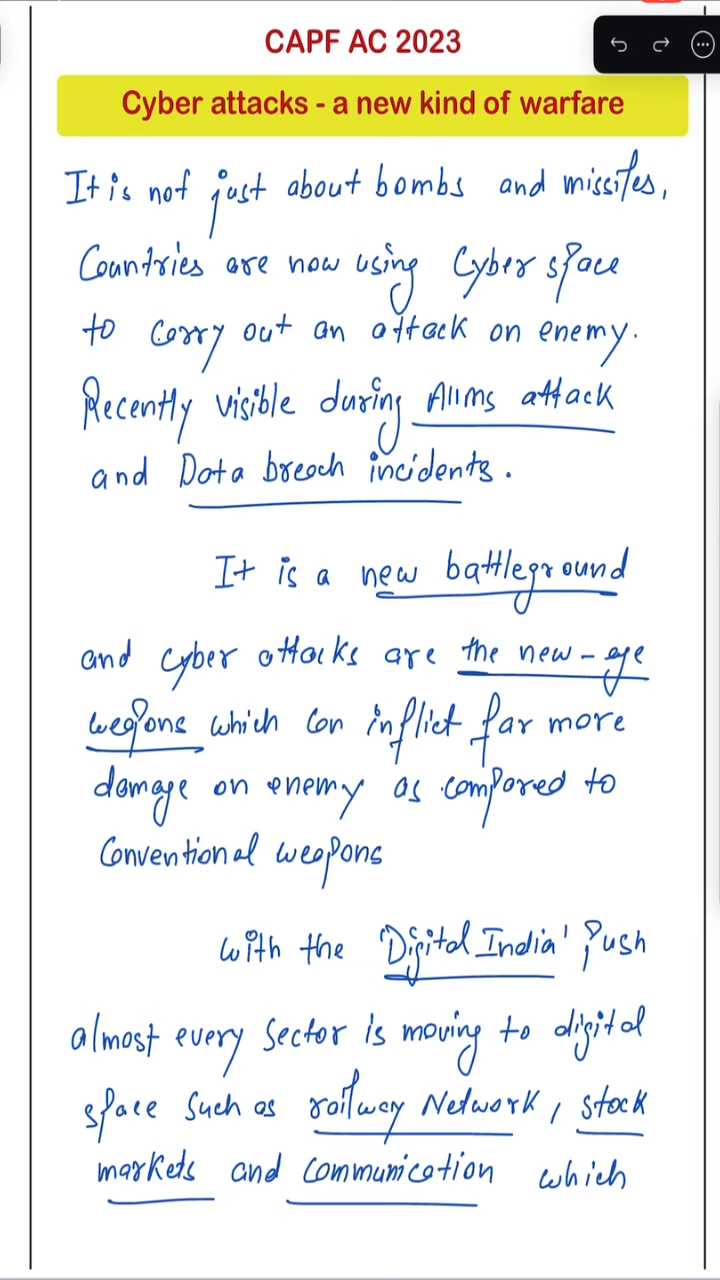 CAPF AC 2023
Cyber attacks - a new kind of warfare
It is not just about bombs and missiles,
Countries are now using Cyber space
to carry out an attack on enemy.
Recently visible during AIIMS attack
and Data breach incidents.
It is a new battleground
and cyber attacks are the new-age
weapons which can inflict far more
damage on enemy as compared to
Conventional weapons
with the 'Digital India' Push
almost every sector is moving to digital
space such as railway Network, stock
markets and communication which